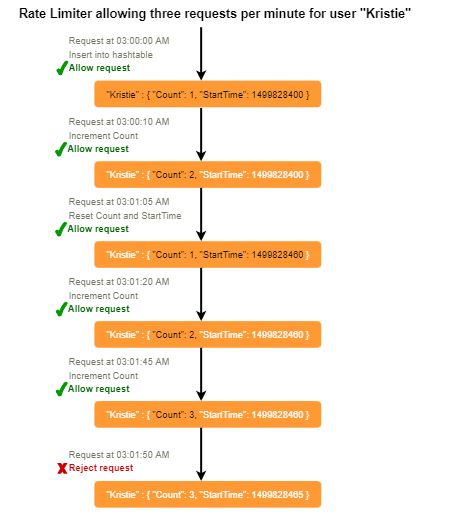 Rate Limiter allowing three requests per minute for user "Kristie"
Request at 03:00:00 AM
Insert into hashtable
Allow request
"Kristie" : { "Count": 1, "StartTime": 1499828400 }
Request at 03:00:10 AM
Increment Count
Allow request
"Kristie" : { "Count": 2, "StartTime": 1499828400 }
Request at 03:01:05 AM
Reset Count and StartTime
Allow request
"Kristie" : { "Count": 1, "StartTime": 1499828460 }
Request at 03:01:20 AM
Increment Count
Allow request
"Kristie" : { "Count": 2, "StartTime": 1499828460 }
Request at 03:01:45 AM
Increment Count
Allow request
"Kristie" : { "Count": 3, "StartTime": 1499828460 }
Request at 03:01:50 AM
Reject request
"Kristie" : { "Count": 3, "StartTime": 1499828465 }